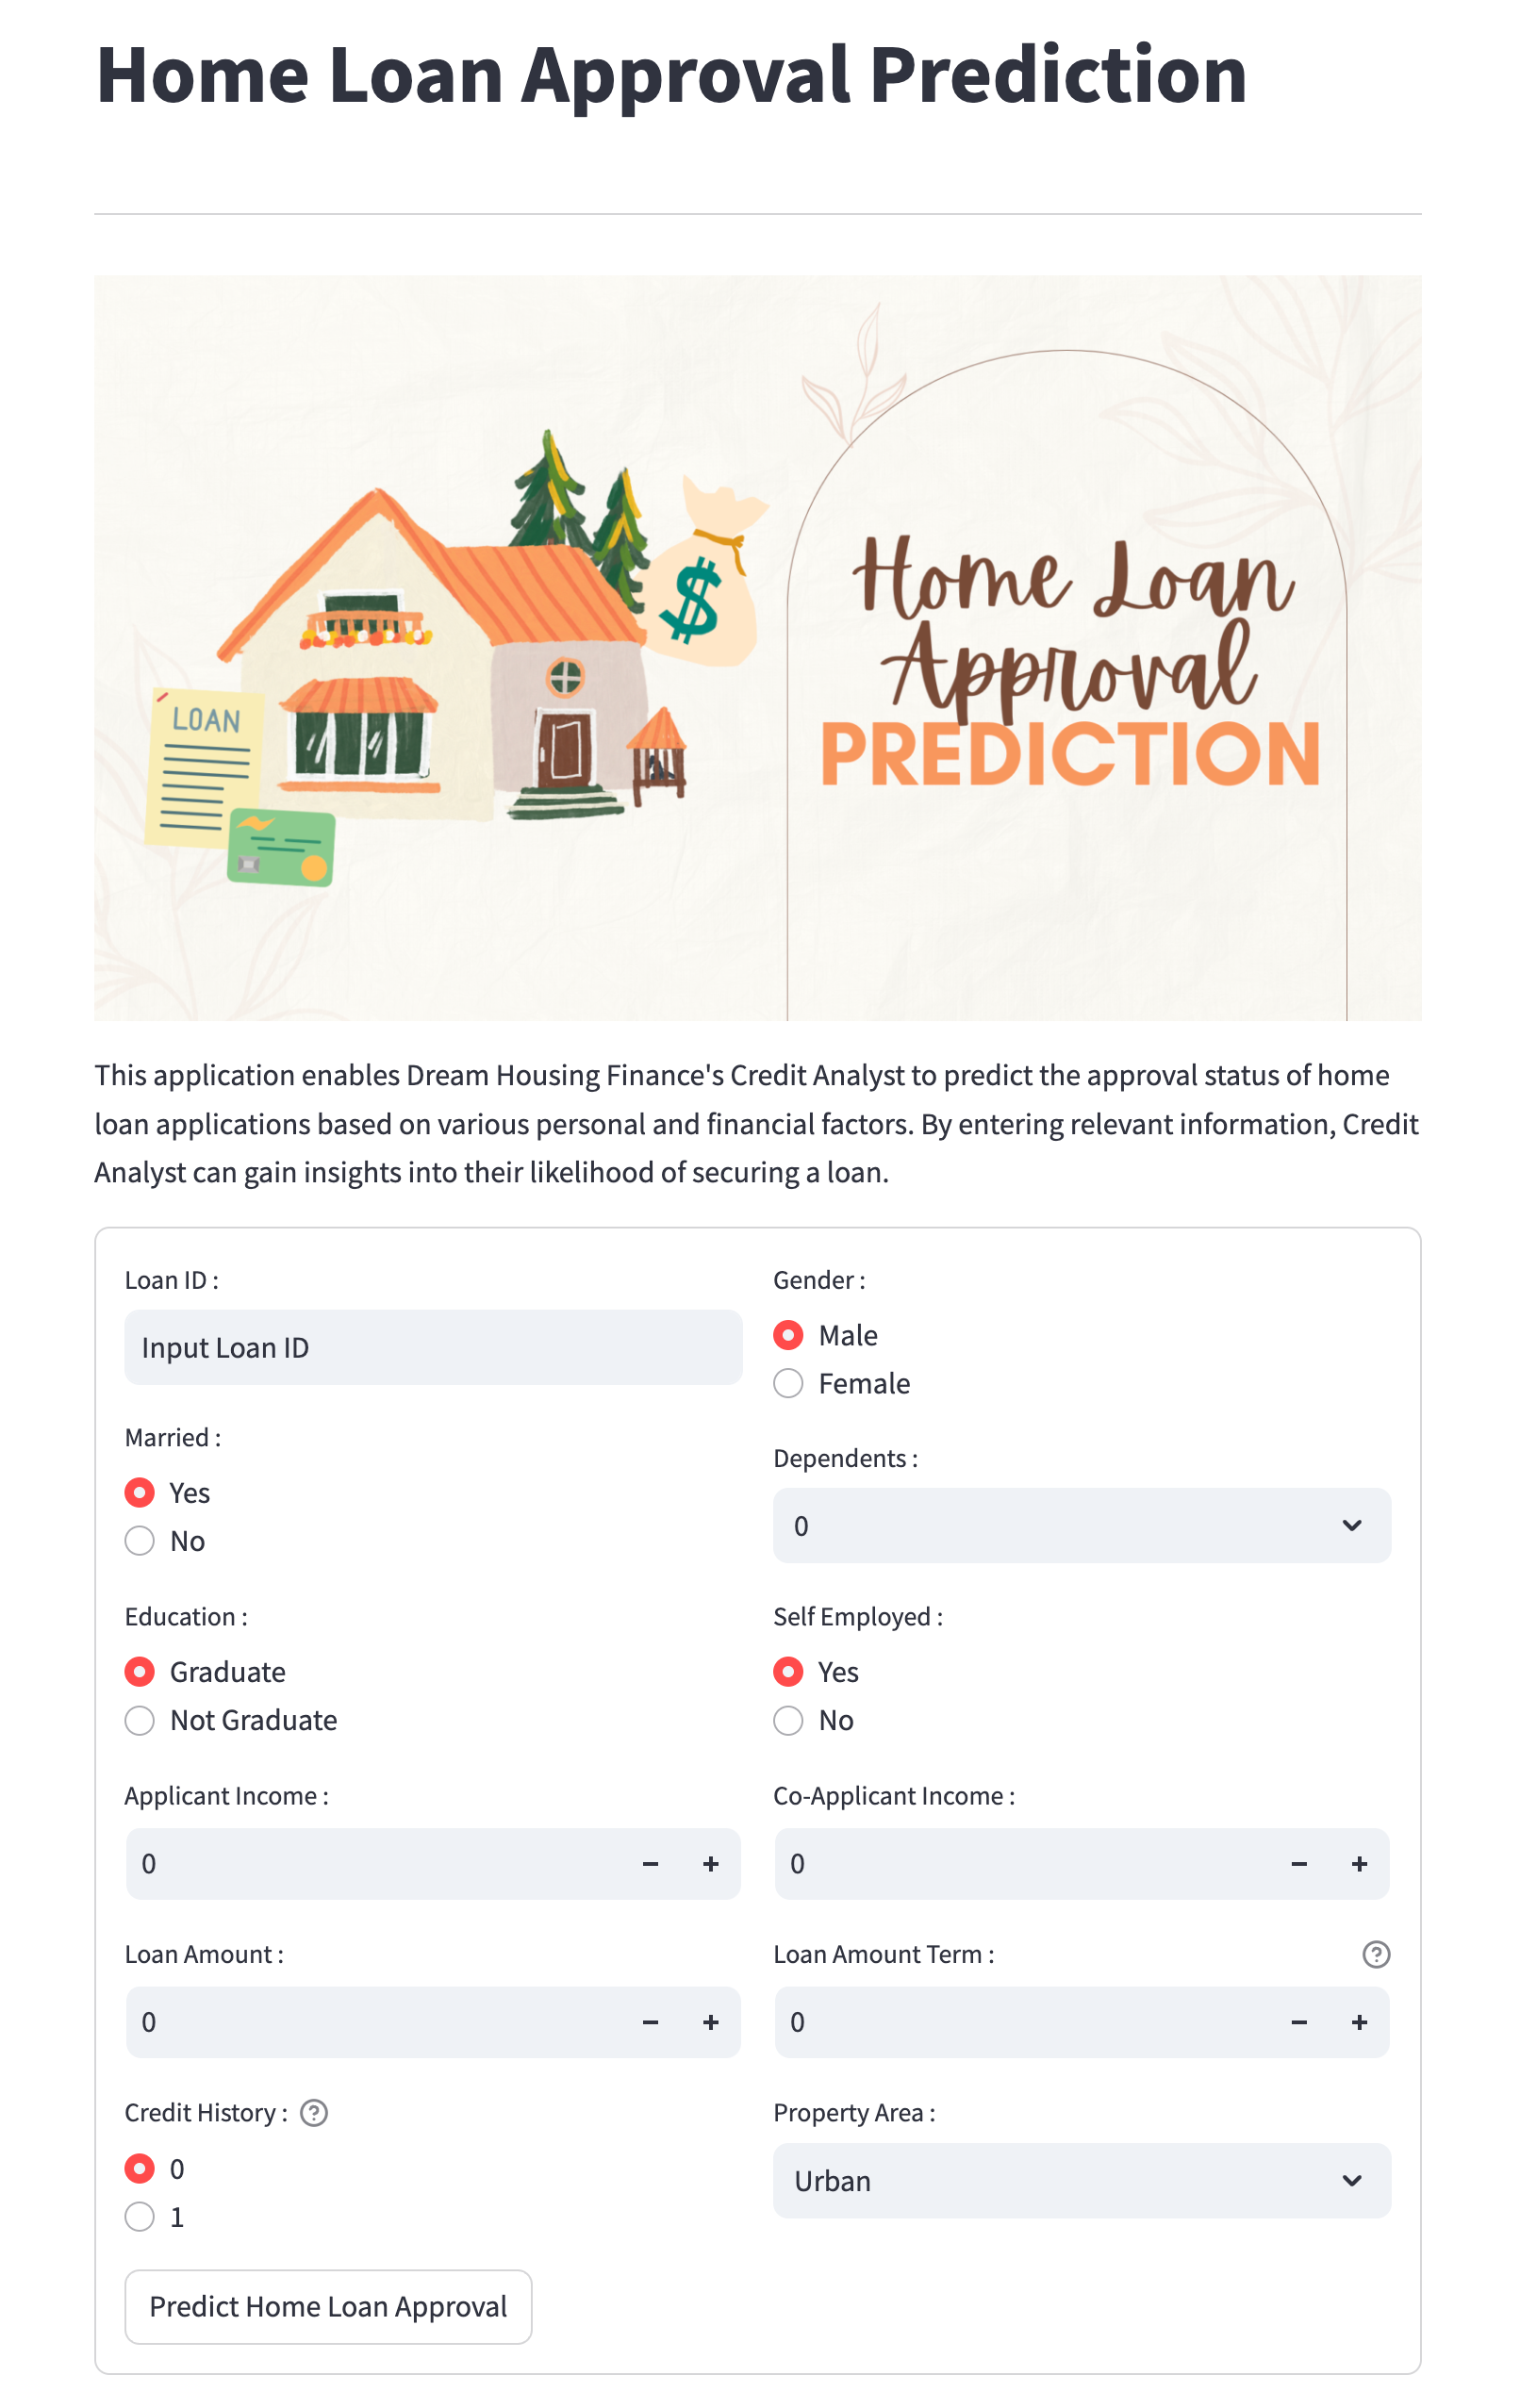 Home Loan Approval Prediction
LOAN
$
Home Loan
Approval
PREDICTION
This application enables Dream Housing Finance's Credit Analyst to predict the approval status of home
loan applications based on various personal and financial factors. By entering relevant information, Credit
Analyst can gain insights into their likelihood of securing a loan.
Loan ID :
Input Loan ID
Gender :
Male
Female
Married :
Yes
No
Dependents :
0
Education :
Graduate
Not Graduate
Self Employed :
Yes
No
Applicant Income :
0 − +
Co-Applicant Income :
0 − +
Loan Amount :
0 − +
Loan Amount Term : ?
0 − +
Credit History : ?
0
1
Property Area :
Urban
Predict Home Loan Approval